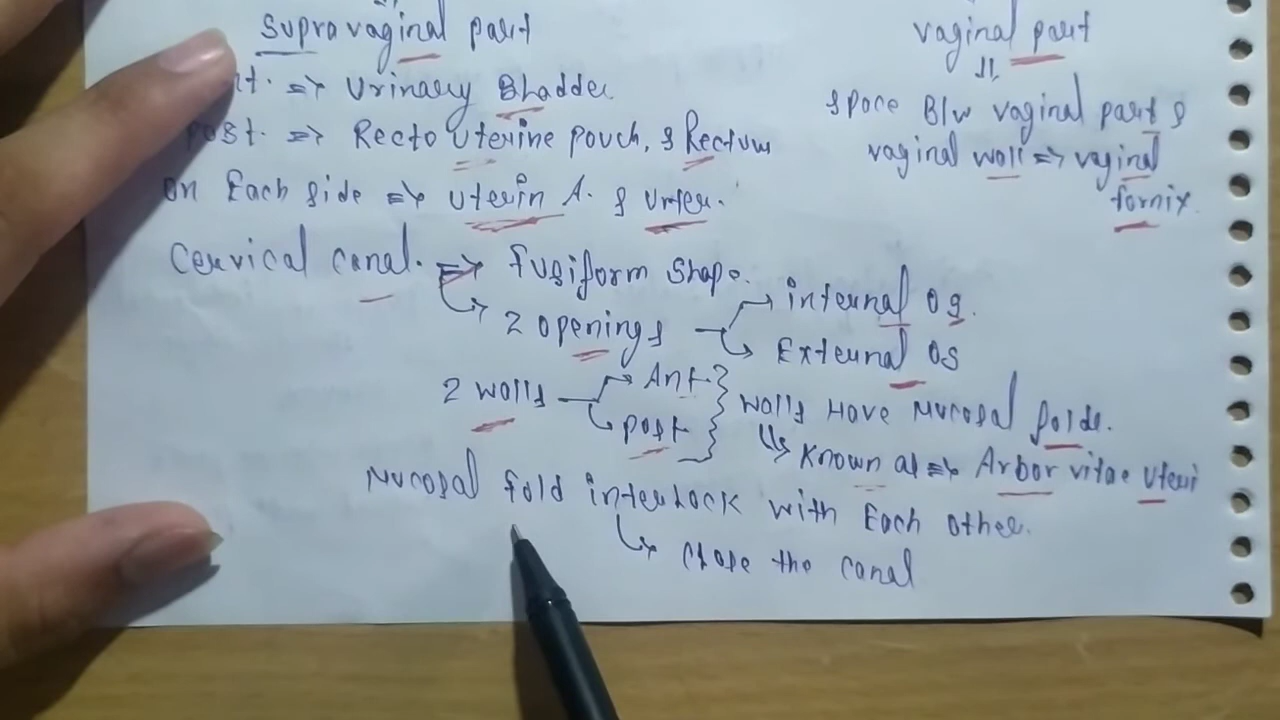 Supravaginal part
vaginal part
nt. => Urinary Bladder
space B/w vaginal part &
post. => Recto Uterine pouch, & Rectum
vaginal wall => vaginal
fornix.
on Each side => Uterin A. & Urter.
Cervical Canal. => fusiform shape.
2 openings
internal Os.
External Os
2 walls
Ant
post
walls Have Mucosal folds.
Known as => Arbor vitae Uteri
Mucosal fold interlock with Each other.
close the canal